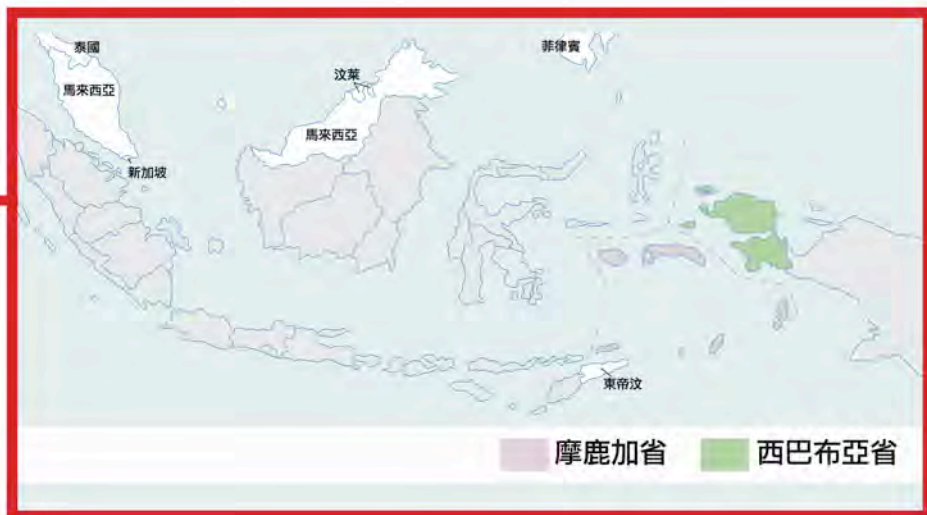 泰國
菲律賓
汶萊
馬來西亞
馬來西亞
新加坡
東帝汶
摩鹿加省
西巴布亞省